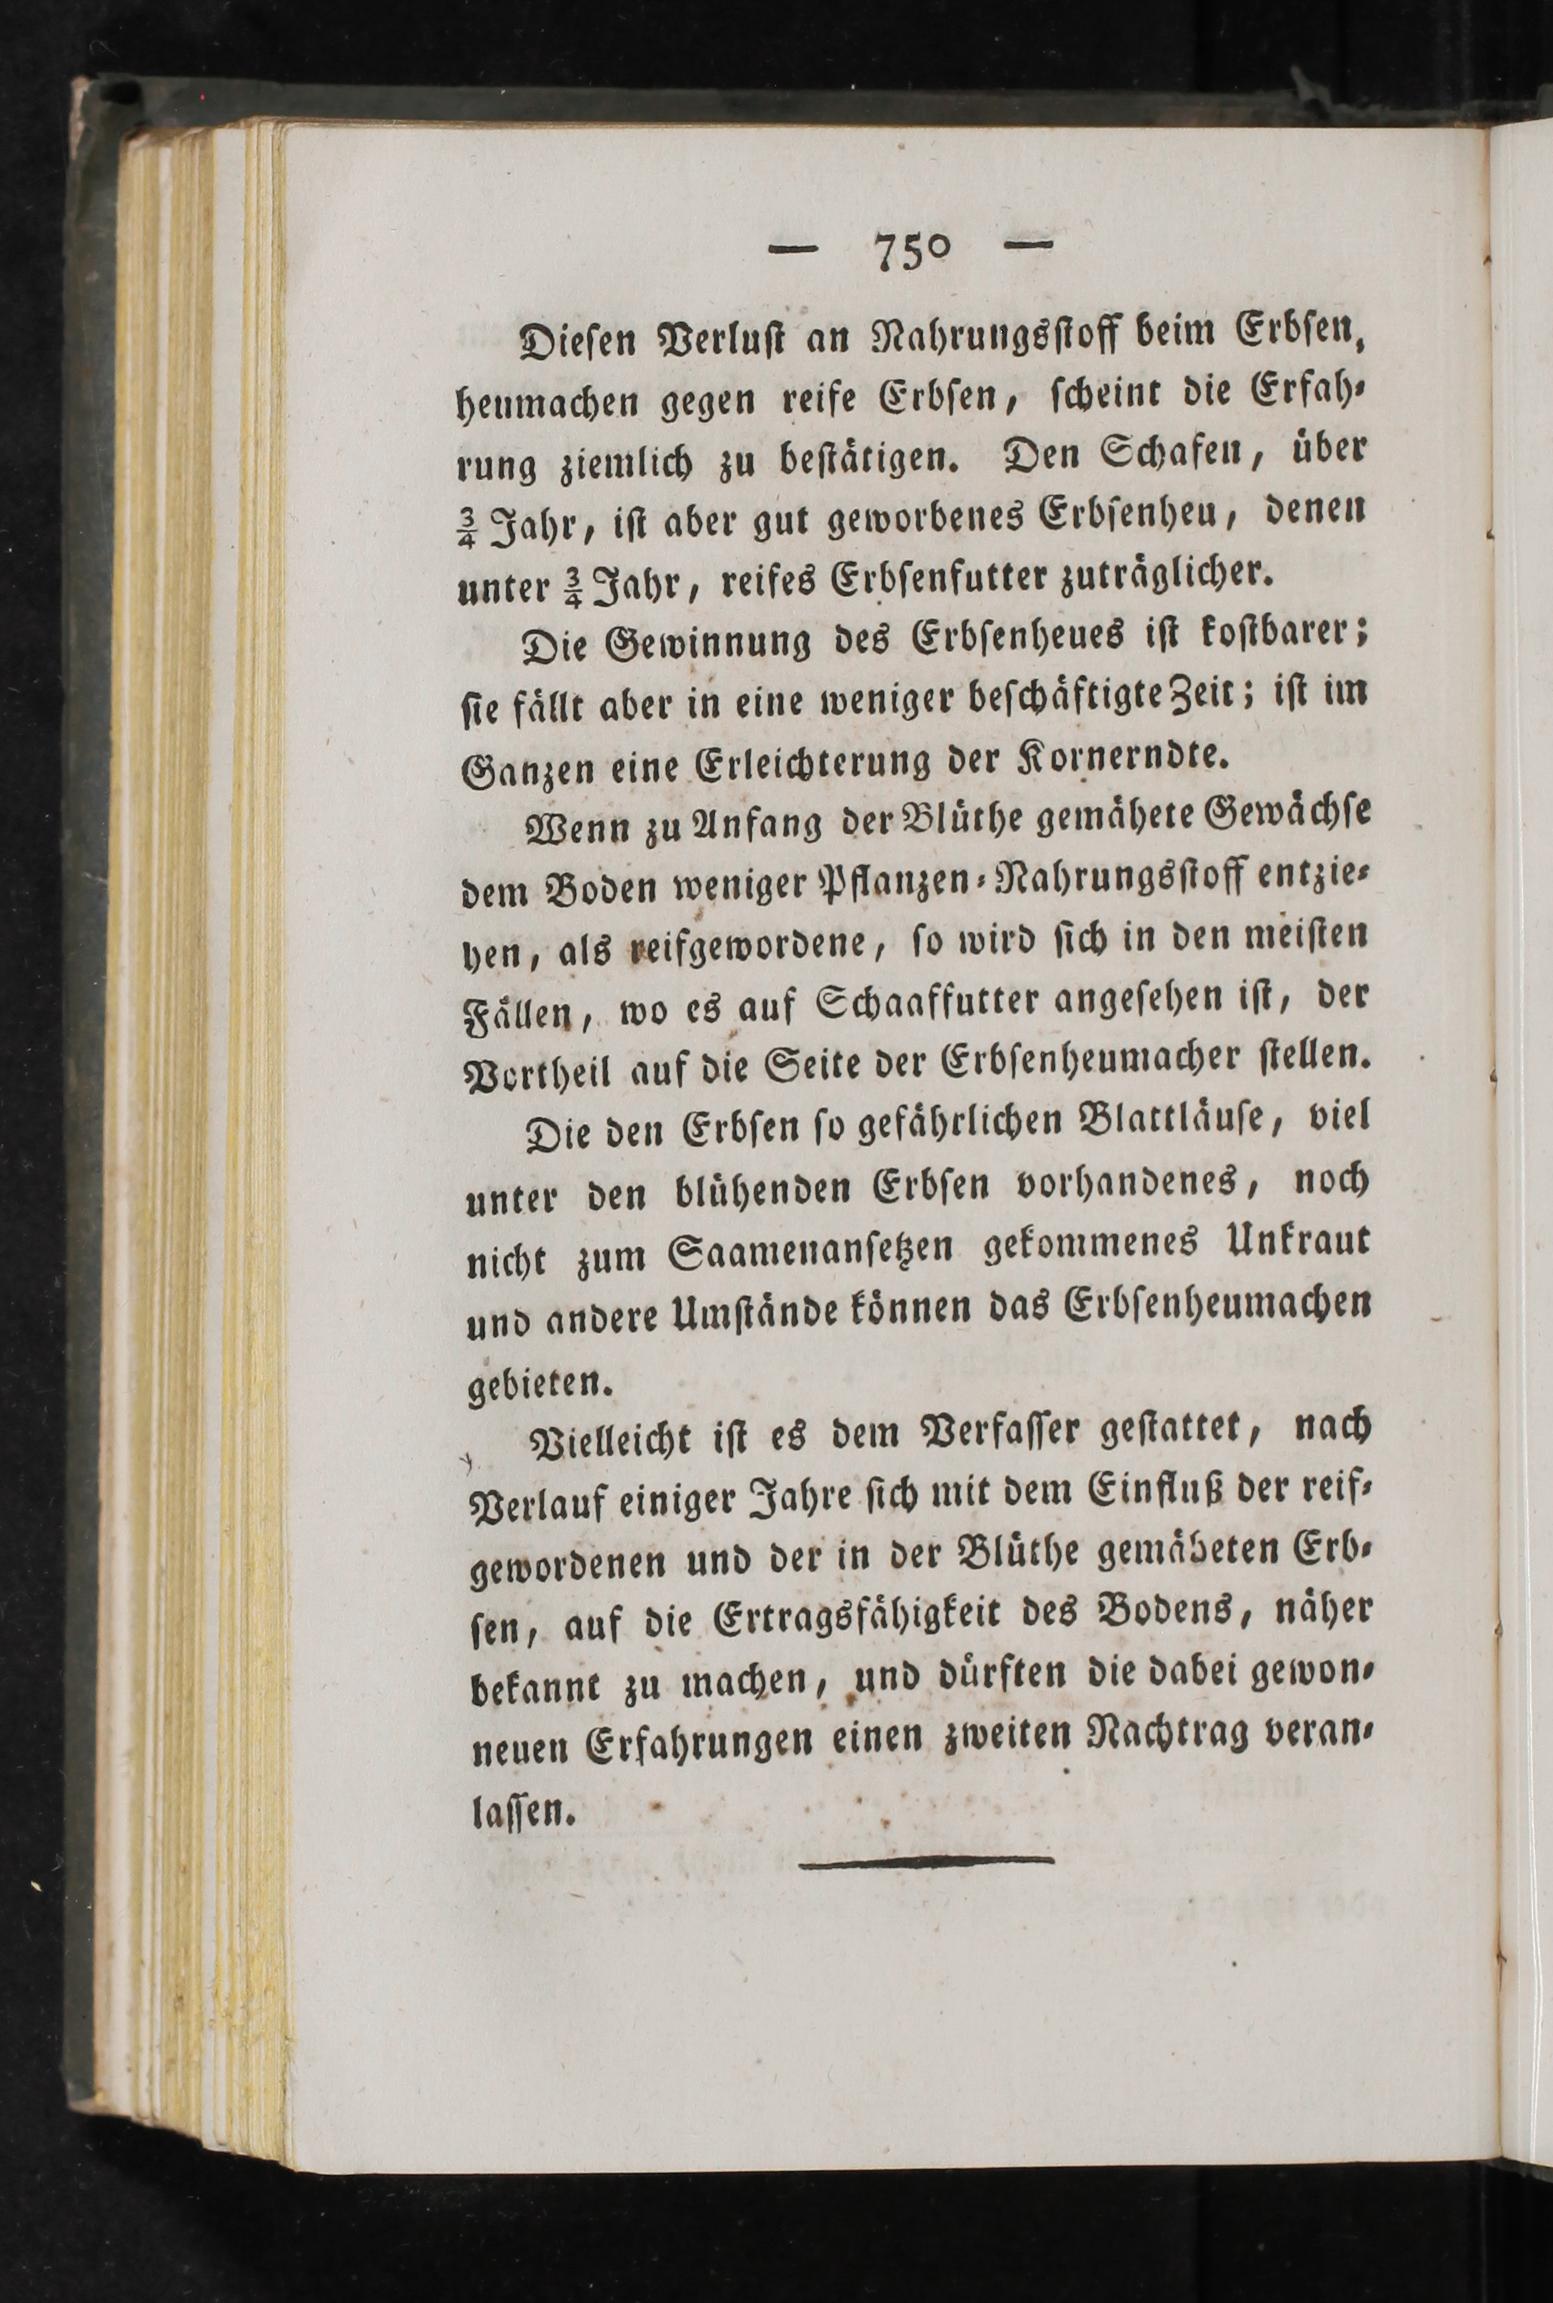 — 750 —
Dieſen Verluſt an Nahrungsſtoff beim Erbſen,
heumachen gegen reife Erbſen, ſcheint die Erfah⸗
rung ziemlich zu beſtätigen. Den Schafen, über
¾ Jahr, iſt aber gut geworbenes Erbſenheu, denen
unter ¾ Jahr, reifes Erbſenfutter zuträglicher.
Die Gewinnung des Erbſenheues iſt koſtbarer;
ſie fällt aber in eine weniger beſchäftigte Zeit; iſt im
Ganzen eine Erleichterung der Kornerndte.
Wenn zu Anfang der Blüthe gemähete Gewächſe
dem Boden weniger Pflanzen⸗Nahrungsſtoff entzie⸗
hen, als reifgewordene, ſo wird ſich in den meiſten
Fällen, wo es auf Schaaffutter angeſehen iſt, der
Vortheil auf die Seite der Erbſenheumacher ſtellen.
Die den Erbſen ſo gefährlichen Blattläuſe, viel
unter den blühenden Erbſen vorhandenes, noch
nicht zum Saamenanſetzen gekommenes Unkraut
und andere Umſtände können das Erbſenheumachen
gebieten.
Vielleicht iſt es dem Verfaſſer geſtattet, nach
Verlauf einiger Jahre ſich mit dem Einfluß der reif⸗
gewordenen und der in der Blüthe gemäheten Erb⸗
ſen, auf die Ertragsfähigkeit des Bodens, näher
bekannt zu machen, und dürften die dabei gewon⸗
neuen Erfahrungen einen zweiten Nachtrag veran⸗
laſſen.